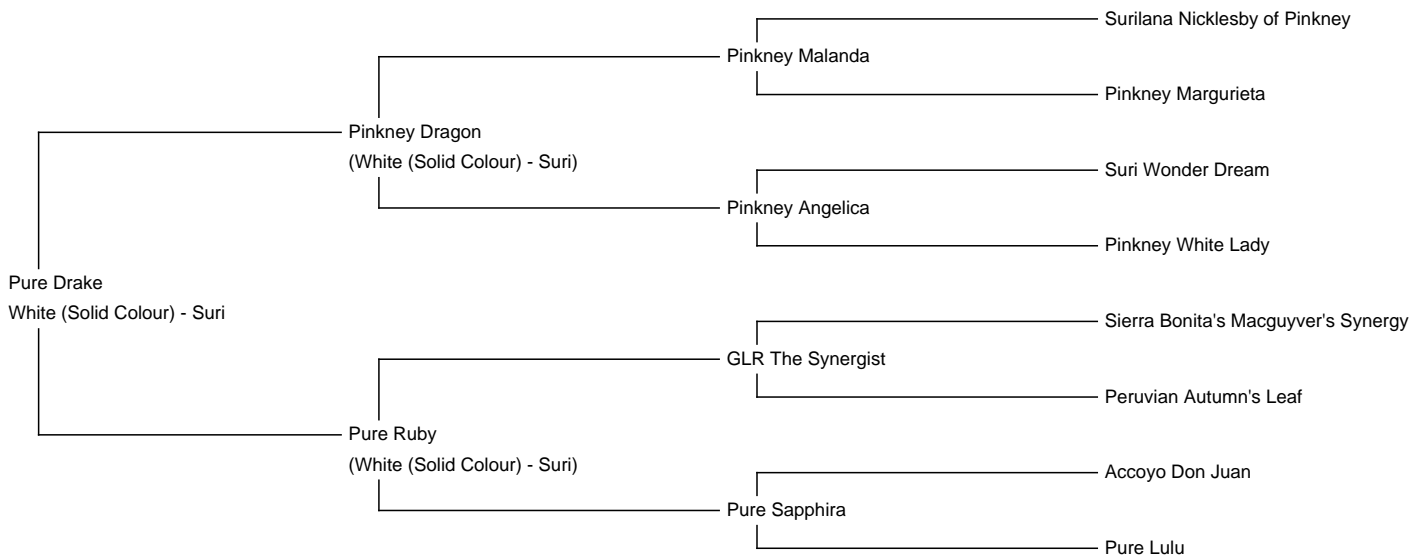 Surilana Nicklesby of Pinkney
Pinkney Malanda
Pinkney Margurieta
Pinkney Dragon
(White (Solid Colour) - Suri)
Suri Wonder Dream
Pinkney Angelica
Pinkney White Lady
Pure Drake
White (Solid Colour) - Suri
Sierra Bonita's Macguyver's Synergy
GLR The Synergist
Peruvian Autumn's Leaf
Pure Ruby
(White (Solid Colour) - Suri)
Accoyo Don Juan
Pure Sapphira
Pure Lulu